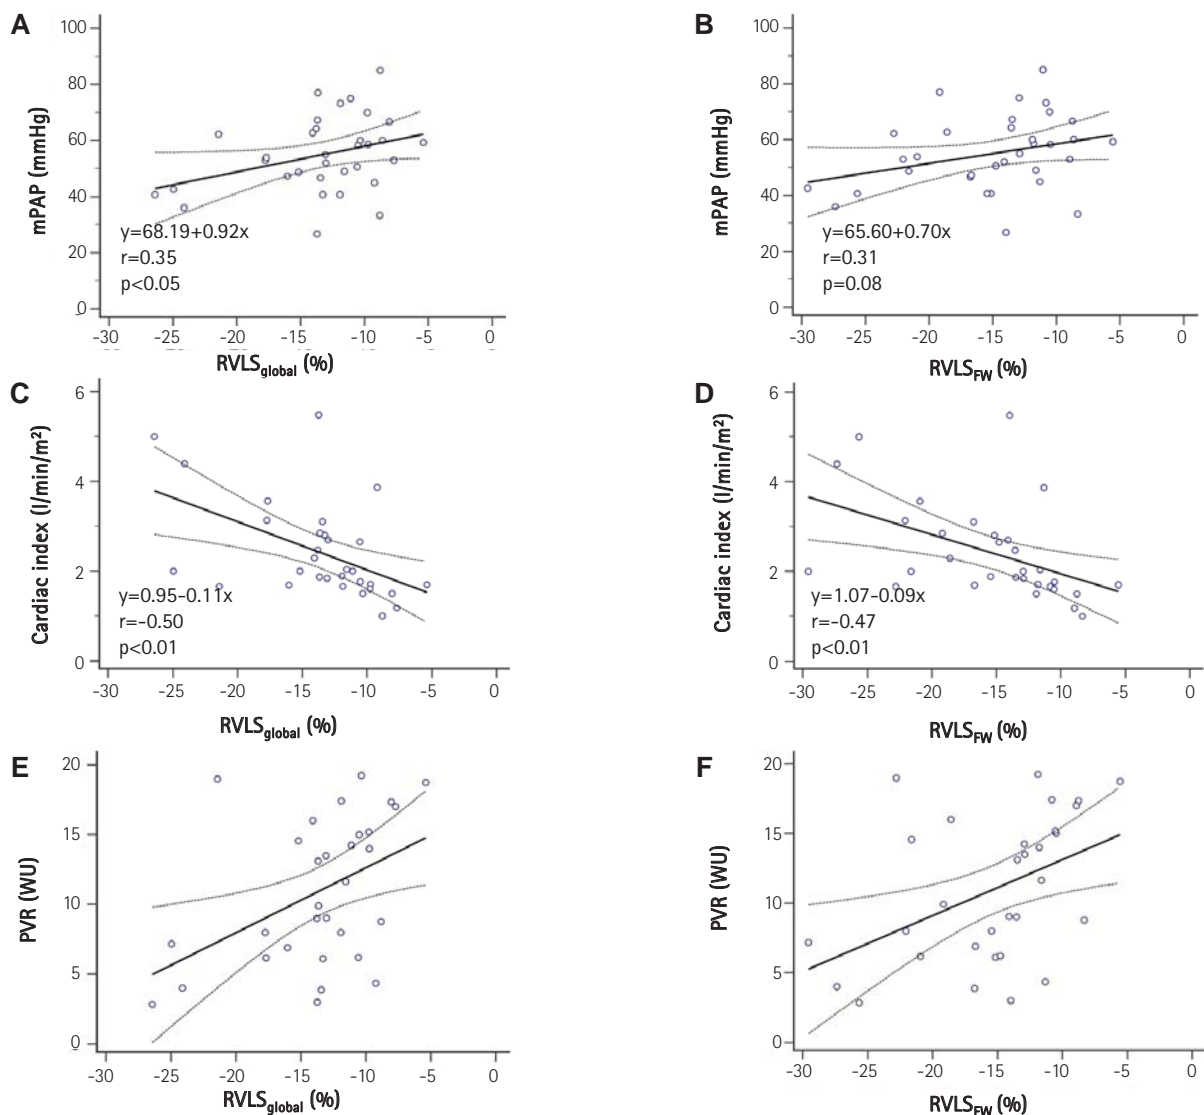 A
100
80
60
40
20
0
mPAP (mmHg)
y=68.19+0.92x
r=0.35
p<0.05
-30 -25 -20 -15 -10 -5 0
RVLSglobal (%)
B
100
80
60
40
20
0
mPAP (mmHg)
y=65.60+0.70x
r=0.31
p=0.08
-30 -25 -20 -15 -10 -5 0
RVLSFW (%)
C
6
4
2
0
Cardiac index (l/min/m²)
y=0.95-0.11x
r=-0.50
p<0.01
-30 -25 -20 -15 -10 -5 0
RVLSglobal (%)
D
6
4
2
0
Cardiac index (l/min/m²)
y=1.07-0.09x
r=-0.47
p<0.01
-30 -25 -20 -15 -10 -5 0
RVLSFW (%)
E
20
15
10
5
0
PVR (WU)
-30 -25 -20 -15 -10 -5 0
RVLSglobal (%)
F
20
15
10
5
0
PVR (WU)
-30 -25 -20 -15 -10 -5 0
RVLSFW (%)